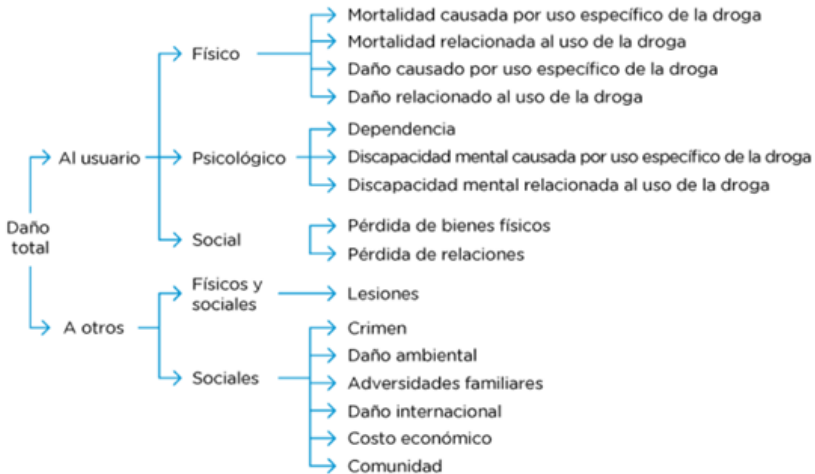 Daño
total
Al usuario
Físico
Mortalidad causada por uso específico de la droga
Mortalidad relacionada al uso de la droga
Daño causado por uso específico de la droga
Daño relacionado al uso de la droga
Psicológico
Dependencia
Discapacidad mental causada por uso específico de la droga
Discapacidad mental relacionada al uso de la droga
Social
Pérdida de bienes físicos
Pérdida de relaciones
A otros
Físicos y
sociales
Lesiones
Sociales
Crimen
Daño ambiental
Adversidades familiares
Daño internacional
Costo económico
Comunidad